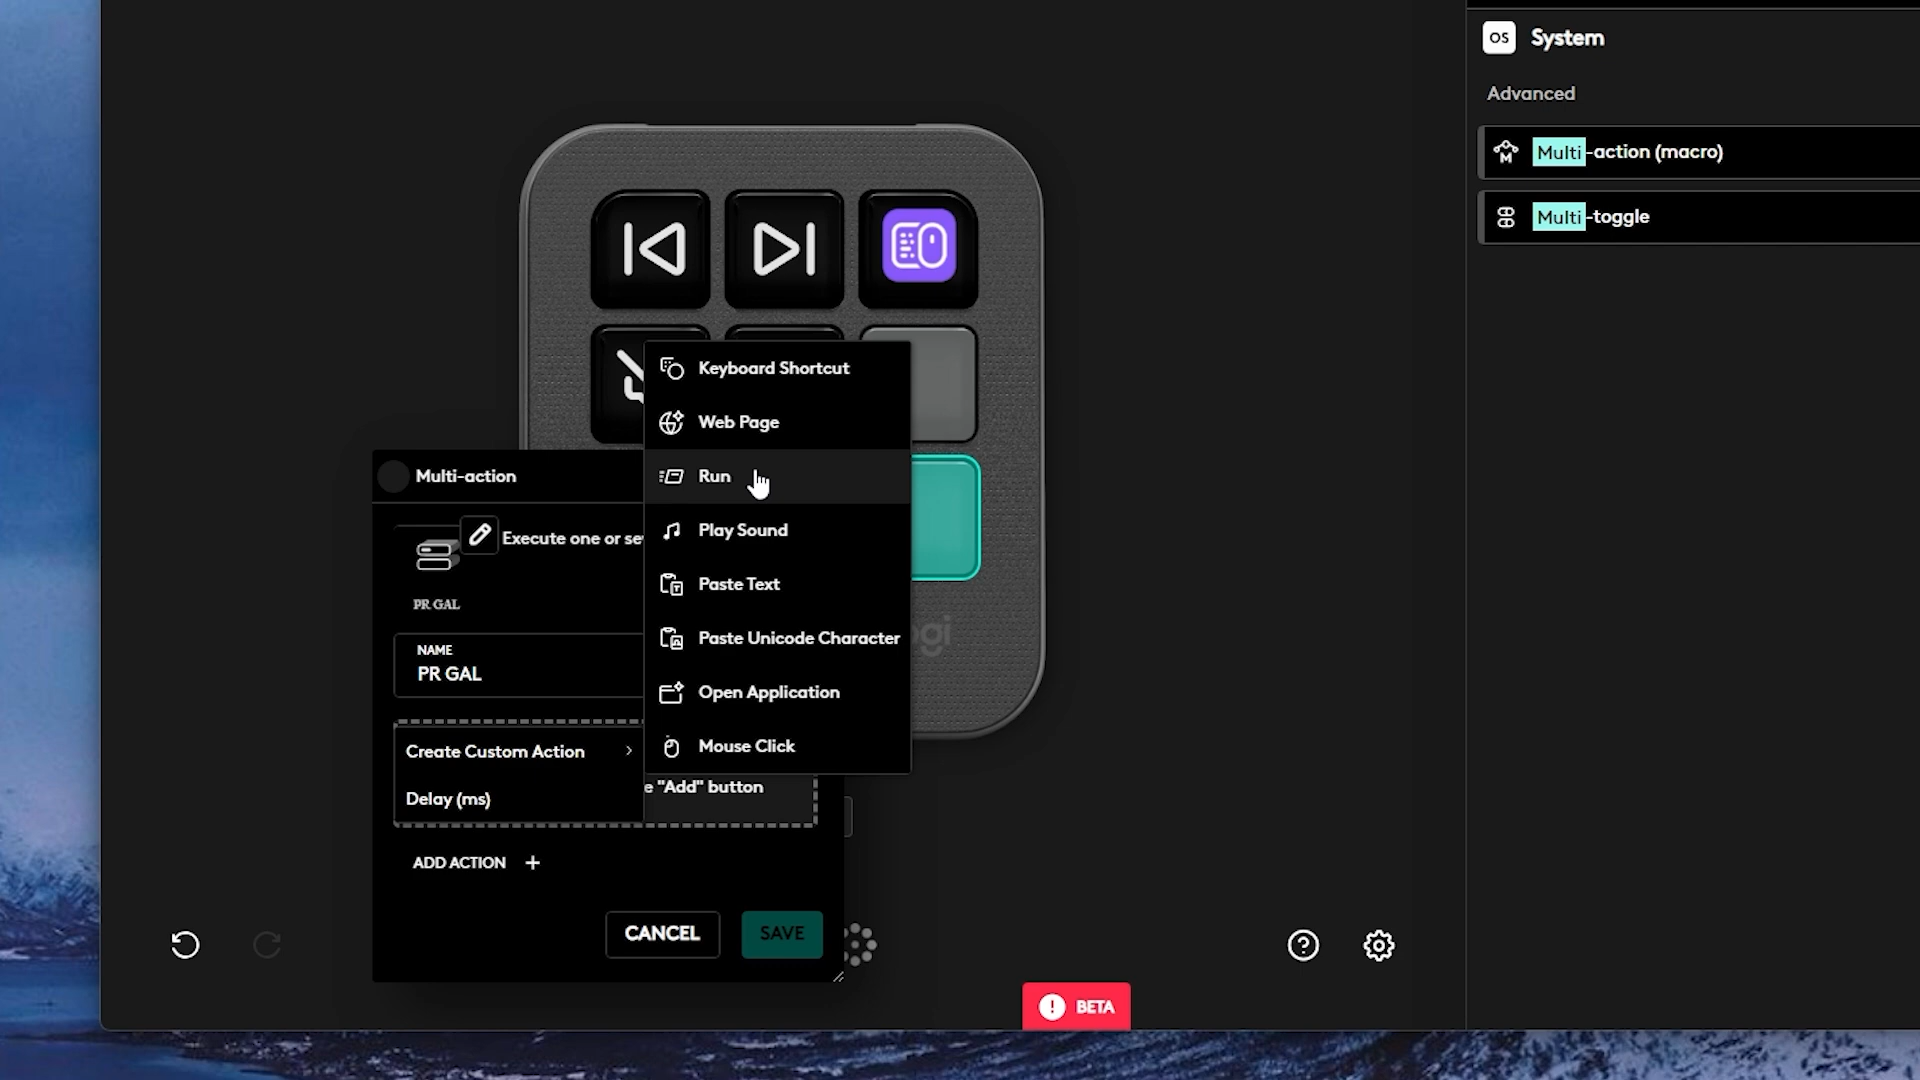 OS System
Advanced
Multi-action (macro)
Multi-toggle
Keyboard Shortcut
Web Page
Run
Play Sound
Paste Text
Paste Unicode Character
Open Application
Mouse Click
Multi-action
Execute one or se
PR GAL
NAME
PR GAL
Create Custom Action
Delay (ms)
e "Add" button
ADD ACTION +
CANCEL
SAVE
gi
! BETA